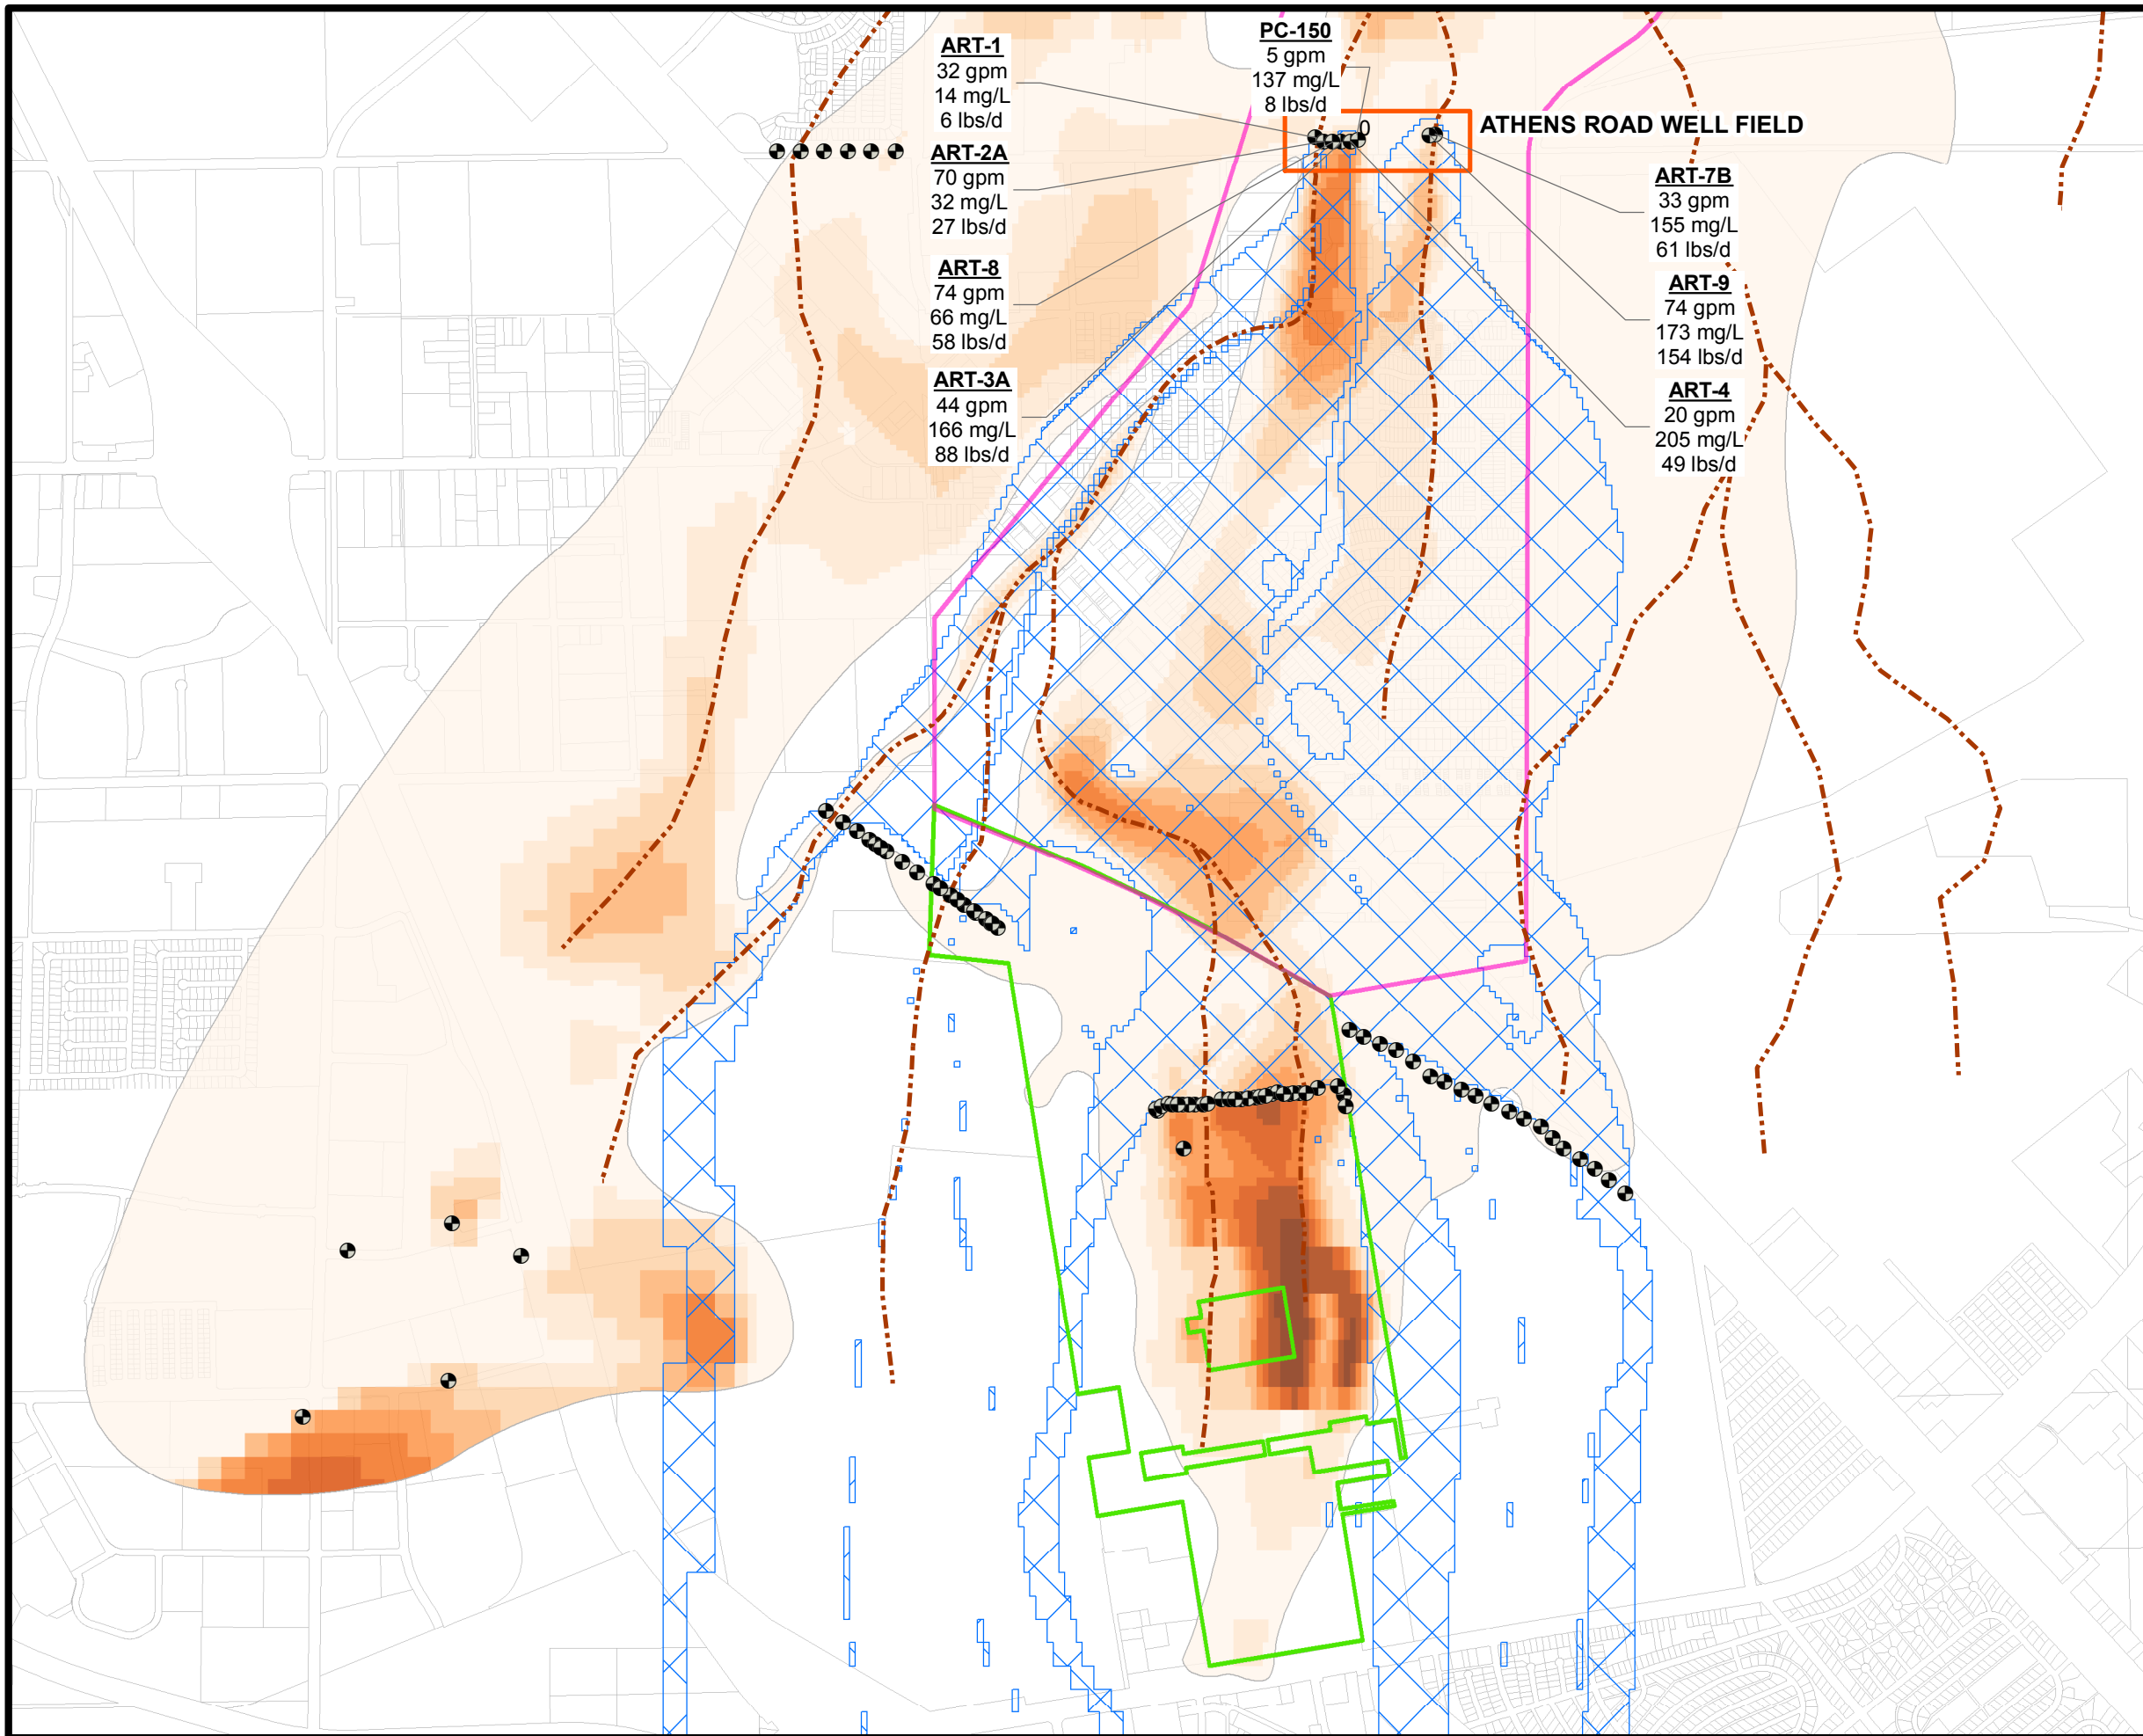 ART-1
32 gpm
14 mg/L
6 lbs/d
PC-150
5 gpm
137 mg/L
8 lbs/d
0
ATHENS ROAD WELL FIELD
ART-2A
70 gpm
32 mg/L
27 lbs/d
ART-7B
33 gpm
155 mg/L
61 lbs/d
ART-8
74 gpm
66 mg/L
58 lbs/d
ART-9
74 gpm
173 mg/L
154 lbs/d
ART-3A
44 gpm
166 mg/L
88 lbs/d
ART-4
20 gpm
205 mg/L
49 lbs/d